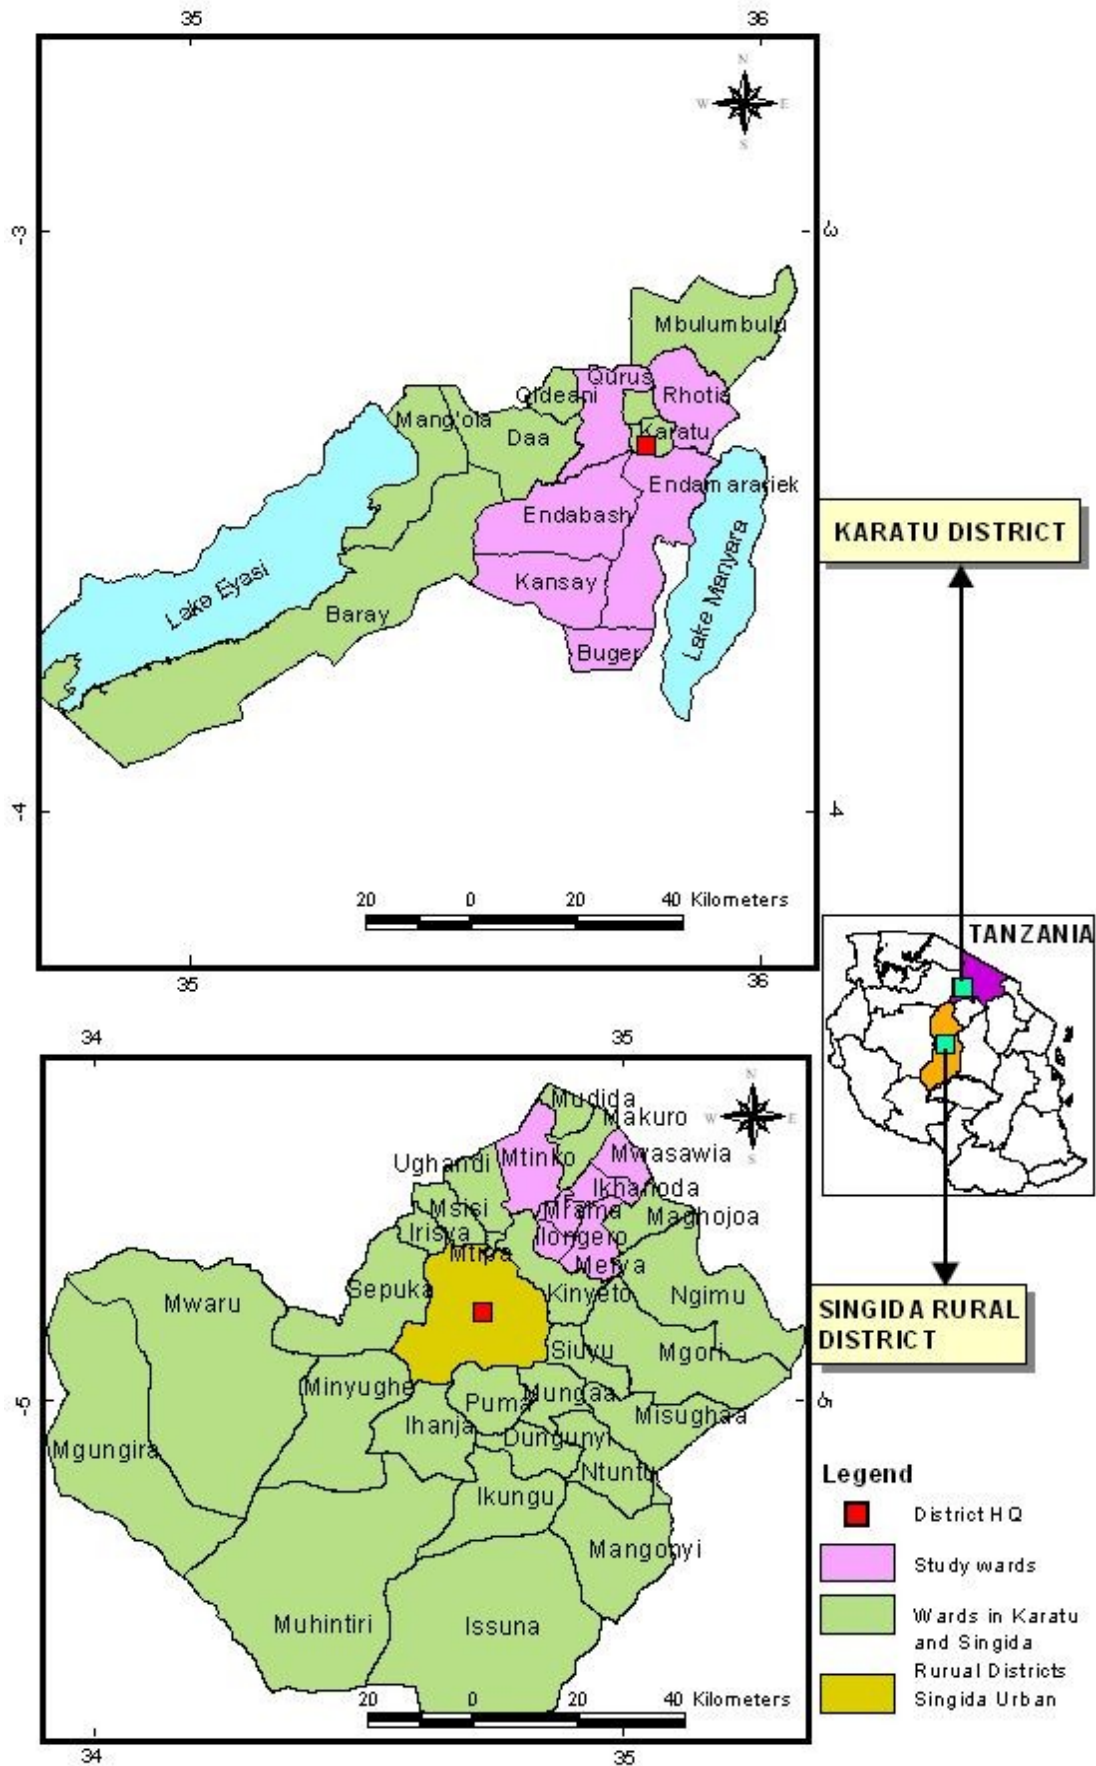 35
36
N
W
E
S
-3
3
Mbulumbulu
Qurus
Oldeani
Rhotia
Mang'ola
Karatu
Daa
Endamarariek
Endabash
KARATU DISTRICT
Lake Eyasi
Kansay
Lake Manyara
Baray
Buger
-4
4
20 0 20 40 Kilometers
35
36
TANZANIA
34
35
N
W
E
S
Mudida
Makuro
Mtinko
Mwasawia
Ughandi
Ikhanoda
Msisi
Mrama
Maghojoa
Irisya
Ilongero
Mtipa
Merya
Sepuka
Kinyeto
Ngimu
Mwaru
SINGIDA RURAL
DISTRICT
Siuyu
Mgori
Minyughe
Mungaa
Puma
Misughaa
-5
5
Ihanja
Dungunyi
Mgungira
Ntuntu
Legend
Ikungu
District HQ
Mangonyi
Study wards
Muhintiri
Issuna
Wards in Karatu
and Singida
Rurual Districts
Singida Urban
20 0 20 40 Kilometers
34
35